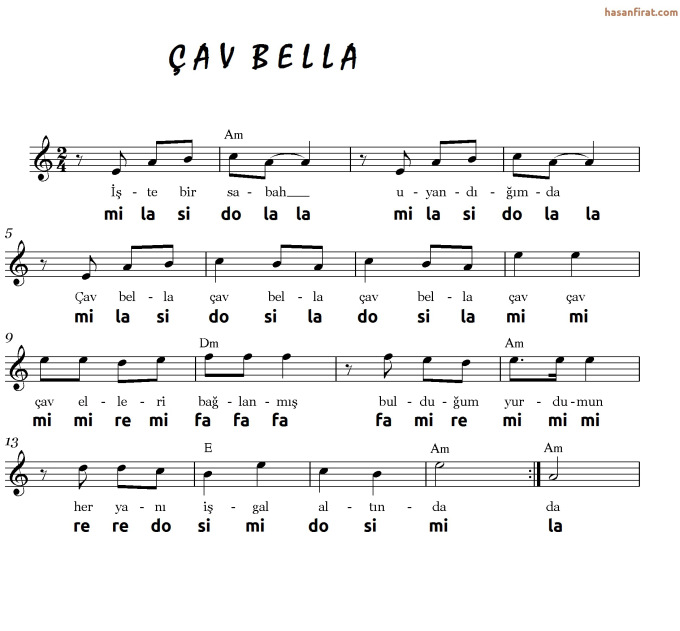 hasanfirat.com
ÇAV BELLA
2
4
Am
İş - te bir sa - bah___ u - yan - dı - ğım - da
mi la si do la la mi la si do la la
5
Çav bel - la çav bel - la çav bel - la çav çav
mi la si do si la do si la mi mi
9 Dm Am
çav el - le - ri bağ - lan - mış bul - du - ğum yur - du - mun
mi mi re mi fa fa fa fa mi re mi mi mi
13 E Am Am
her ya - nı iş - gal al - tın - da da
re re do si mi do si mi la